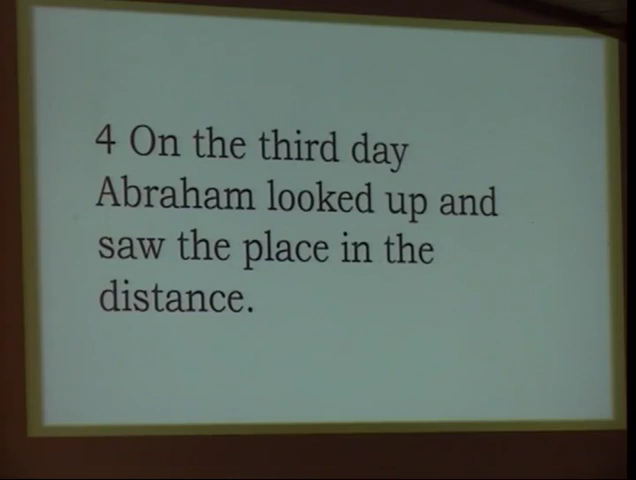 4 On the third day
Abraham looked up and
saw the place in the
distance.